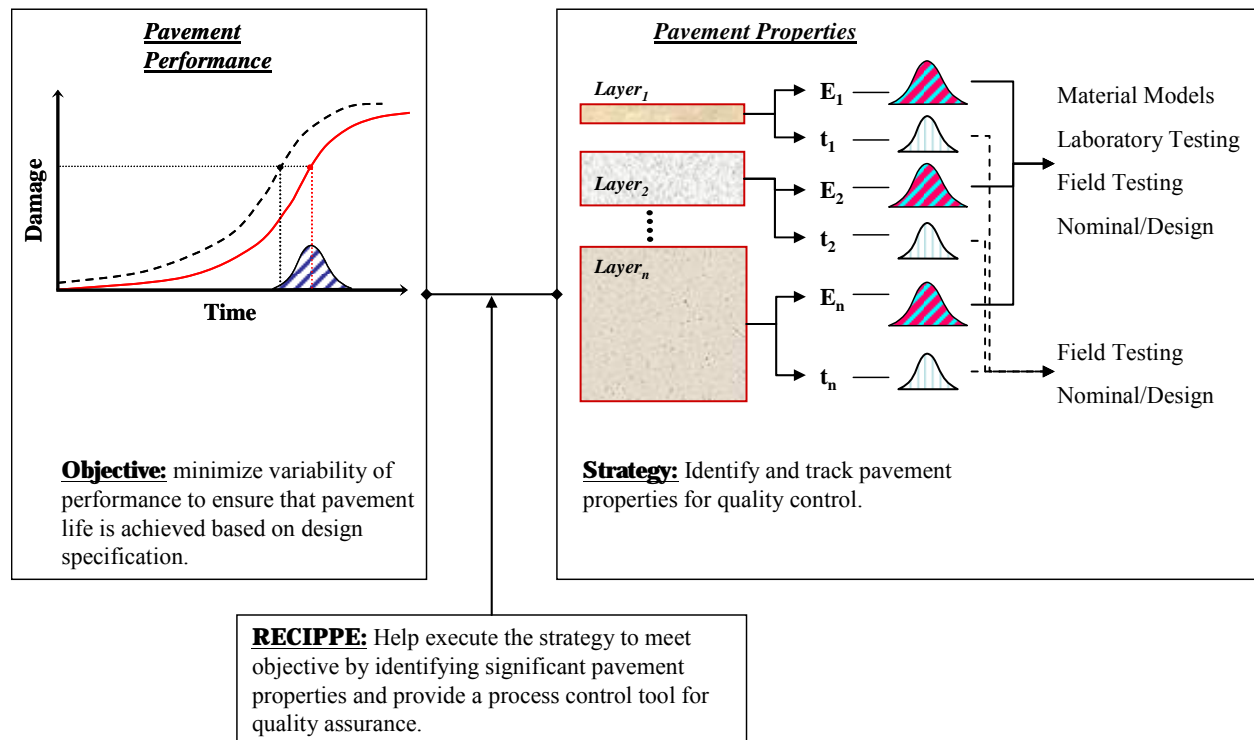 Pavement
Performance
Damage
Time
Objective: minimize variability of
performance to ensure that pavement
life is achieved based on design
specification.
Pavement Properties
Layer1
E1
t1
Layer2
E2
t2
Layern
En
tn
Material Models
Laboratory Testing
Field Testing
Nominal/Design
Field Testing
Nominal/Design
Strategy: Identify and track pavement
properties for quality control.
RECIPPE: Help execute the strategy to meet
objective by identifying significant pavement
properties and provide a process control tool for
quality assurance.